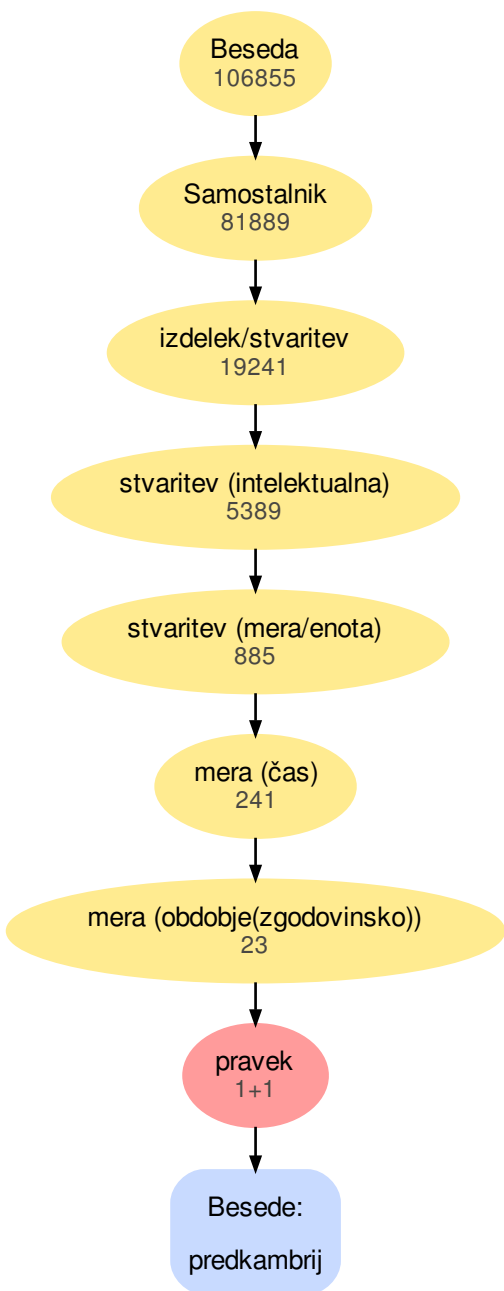 Beseda
106855
Samostalnik
81889
izdelek/stvaritev
19241
stvaritev (intelektualna)
5389
stvaritev (mera/enota)
885
mera (čas)
241
mera (obdobje(zgodovinsko))
23
pravek
1+1
Besede:
predkambrij